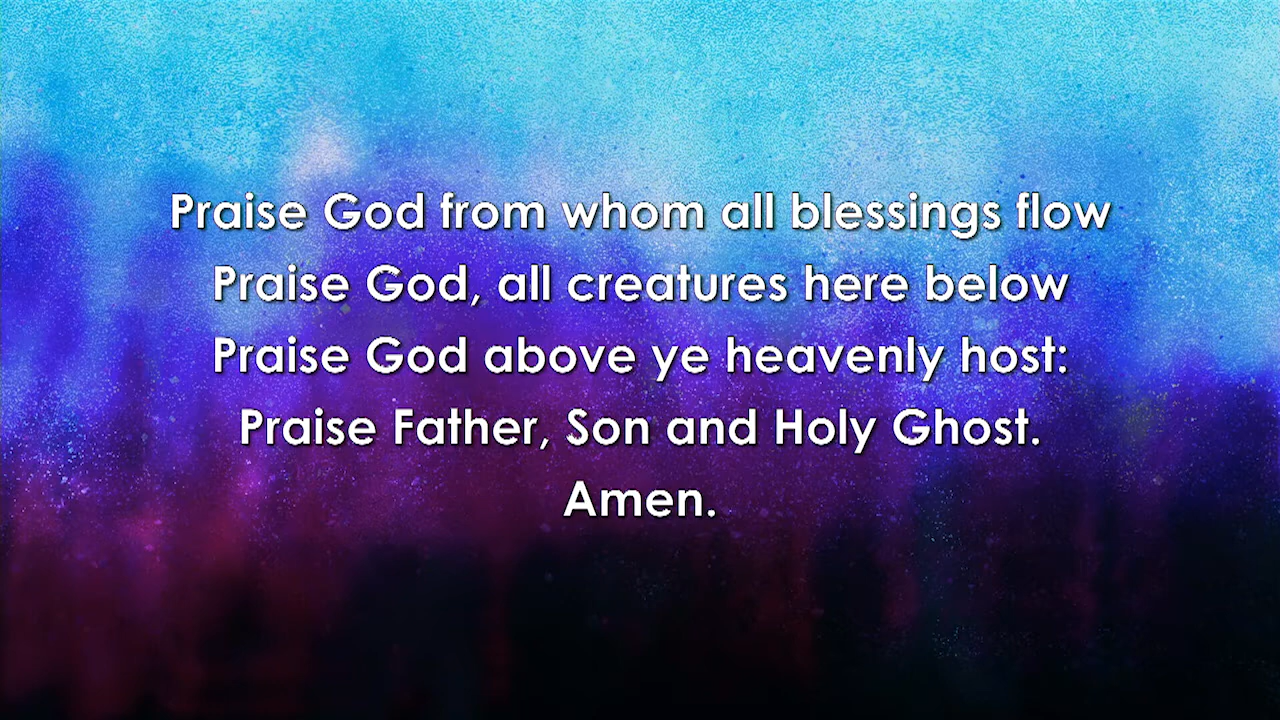 Praise God from whom all blessings flow
Praise God, all creatures here below
Praise God above ye heavenly host:
Praise Father, Son and Holy Ghost.
Amen.